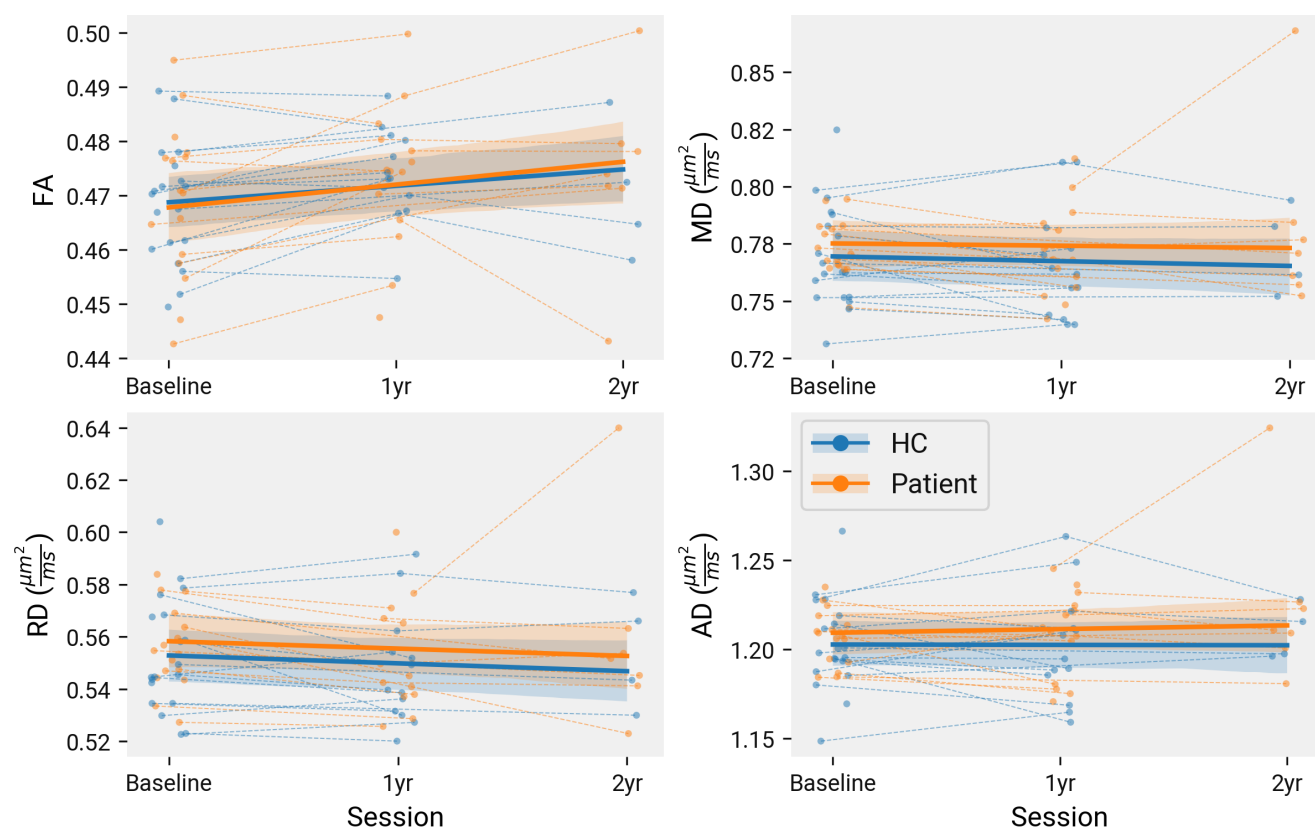 0.50
0.49
0.48
0.47
0.46
0.45
0.44
FA
Baseline 1yr 2yr
0.85
0.82
0.80
0.78
0.75
0.72
MD (μm²/ms)
Baseline 1yr 2yr
0.64
0.62
0.60
0.58
0.56
0.54
0.52
RD (μm²/ms)
Baseline 1yr 2yr
Session
HC
Patient
1.30
1.25
1.20
1.15
AD (μm²/ms)
Baseline 1yr 2yr
Session